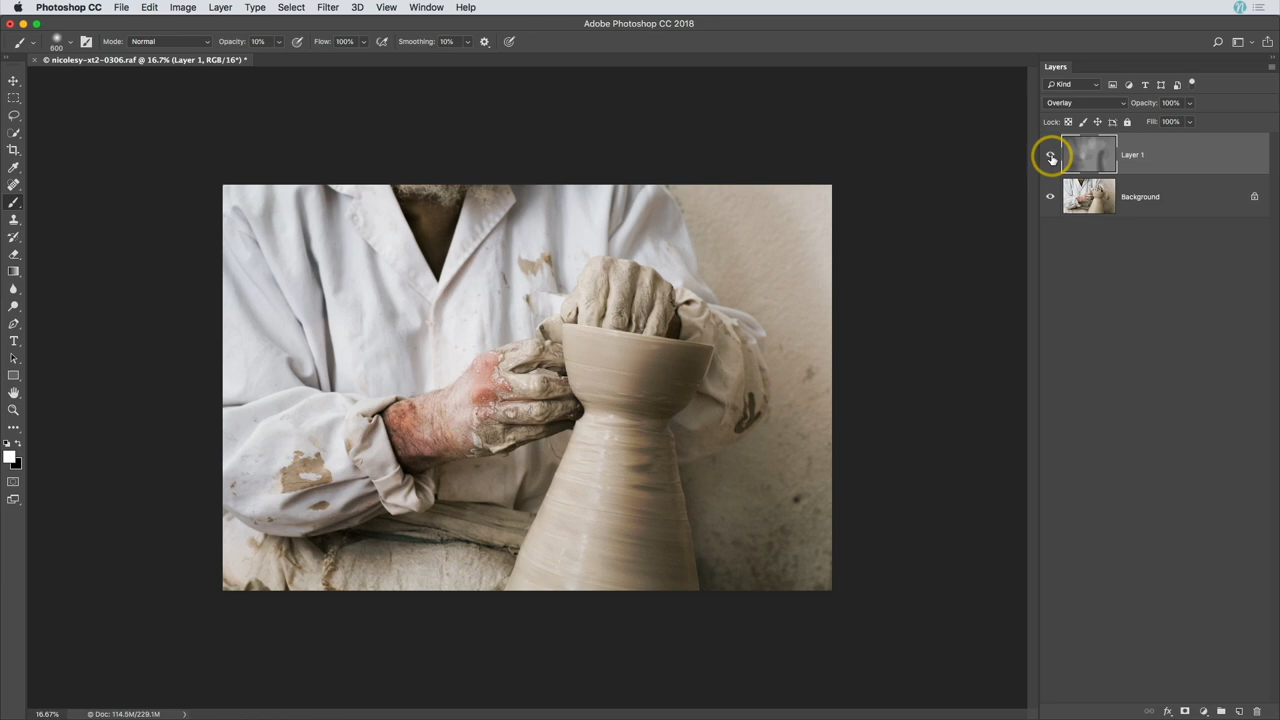 Photoshop CC File Edit Image Layer Type Select Filter 3D View Window Help
Adobe Photoshop CC 2018
600 Mode: Normal Opacity: 10% Flow: 100% Smoothing: 10%
× © nicolesy-xt2-0306.raf @ 16.7% (Layer 1, RGB/16*) *
Layers
Kind
Overlay Opacity: 100%
Lock: Fill: 100%
Layer 1
Background
16.67% Doc: 114.5M/229.1M